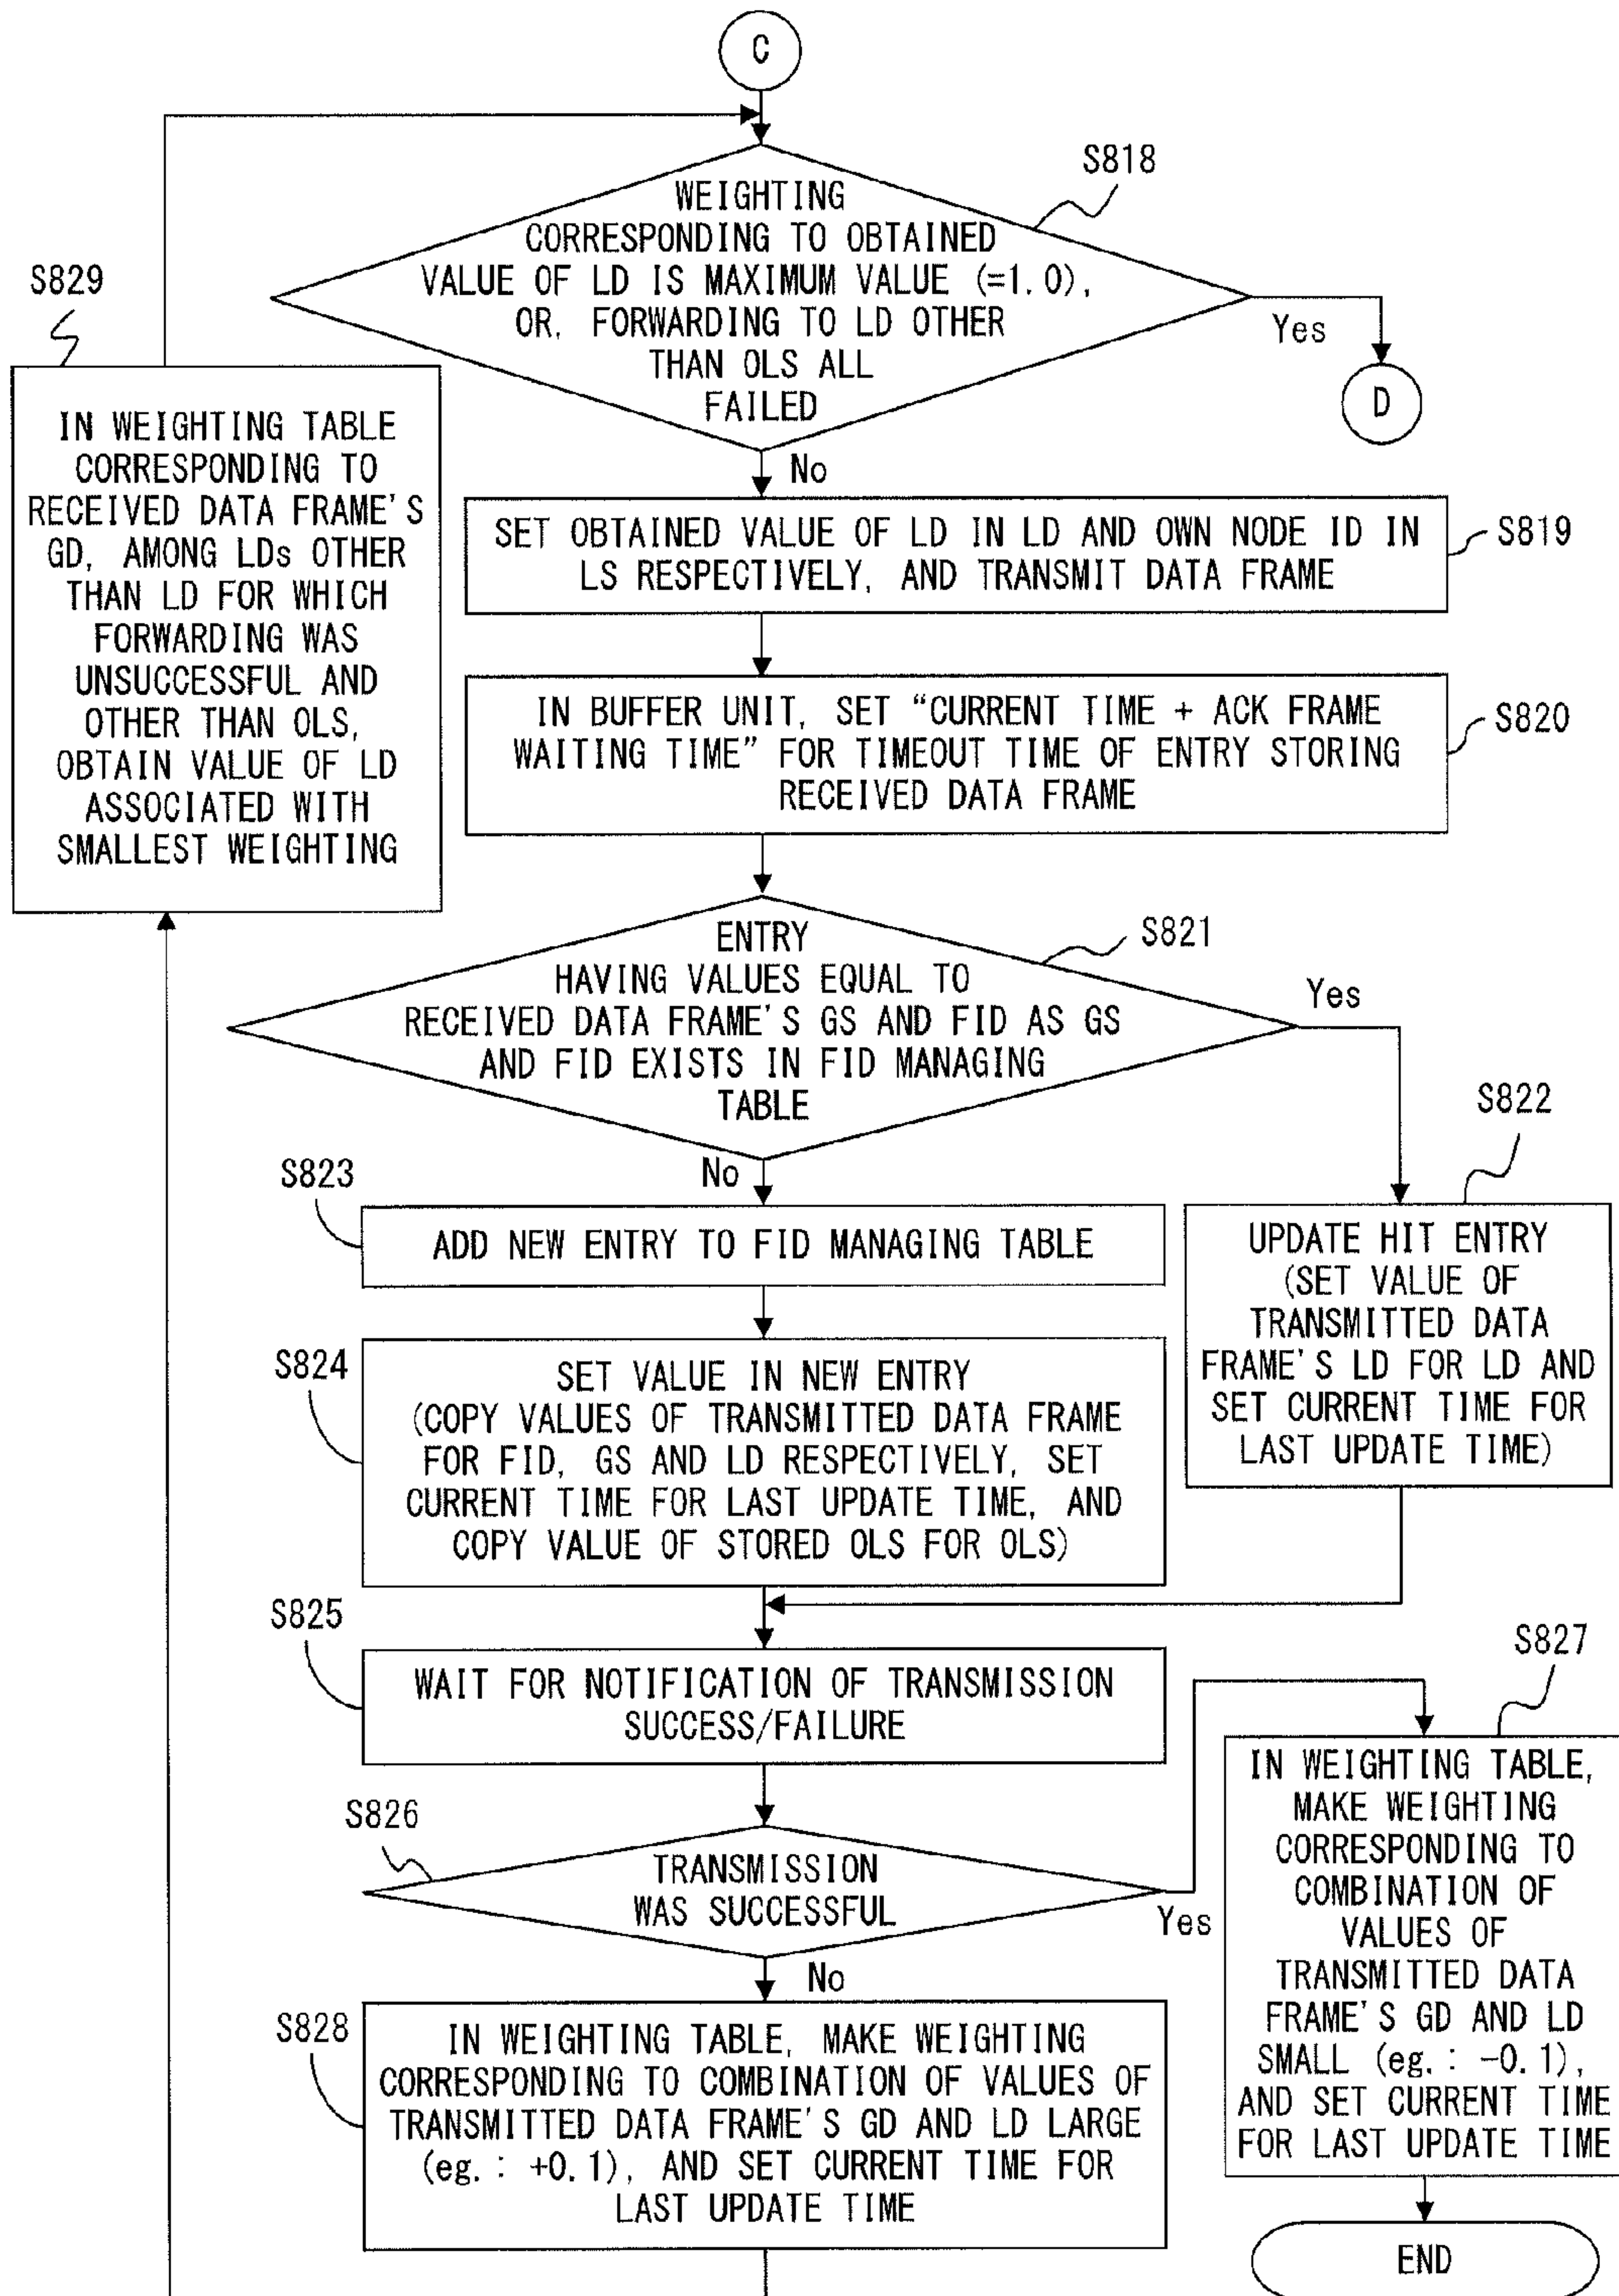 C
S818
WEIGHTING
CORRESPONDING TO OBTAINED
VALUE OF LD IS MAXIMUM VALUE (=1.0),
OR, FORWARDING TO LD OTHER
THAN OLS ALL
FAILED
Yes
D
No
S829
IN WEIGHTING TABLE
CORRESPONDING TO
RECEIVED DATA FRAME'S
GD, AMONG LDs OTHER
THAN LD FOR WHICH
FORWARDING WAS
UNSUCCESSFUL AND
OTHER THAN OLS,
OBTAIN VALUE OF LD
ASSOCIATED WITH
SMALLEST WEIGHTING
SET OBTAINED VALUE OF LD IN LD AND OWN NODE ID IN
LS RESPECTIVELY, AND TRANSMIT DATA FRAME
S819
IN BUFFER UNIT, SET "CURRENT TIME + ACK FRAME
WAITING TIME" FOR TIMEOUT TIME OF ENTRY STORING
RECEIVED DATA FRAME
S820
ENTRY
HAVING VALUES EQUAL TO
RECEIVED DATA FRAME'S GS AND FID AS GS
AND FID EXISTS IN FID MANAGING
TABLE
S821
Yes
No
S822
UPDATE HIT ENTRY
(SET VALUE OF
TRANSMITTED DATA
FRAME'S LD FOR LD AND
SET CURRENT TIME FOR
LAST UPDATE TIME)
S823
ADD NEW ENTRY TO FID MANAGING TABLE
S824
SET VALUE IN NEW ENTRY
(COPY VALUES OF TRANSMITTED DATA FRAME
FOR FID, GS AND LD RESPECTIVELY, SET
CURRENT TIME FOR LAST UPDATE TIME, AND
COPY VALUE OF STORED OLS FOR OLS)
S825
WAIT FOR NOTIFICATION OF TRANSMISSION
SUCCESS/FAILURE
S826
TRANSMISSION
WAS SUCCESSFUL
Yes
No
S827
IN WEIGHTING TABLE,
MAKE WEIGHTING
CORRESPONDING TO
COMBINATION OF
VALUES OF
TRANSMITTED DATA
FRAME'S GD AND LD
SMALL (eg. : -0.1),
AND SET CURRENT TIME
FOR LAST UPDATE TIME
S828
IN WEIGHTING TABLE, MAKE WEIGHTING
CORRESPONDING TO COMBINATION OF VALUES OF
TRANSMITTED DATA FRAME'S GD AND LD LARGE
(eg. : +0.1), AND SET CURRENT TIME FOR
LAST UPDATE TIME
END